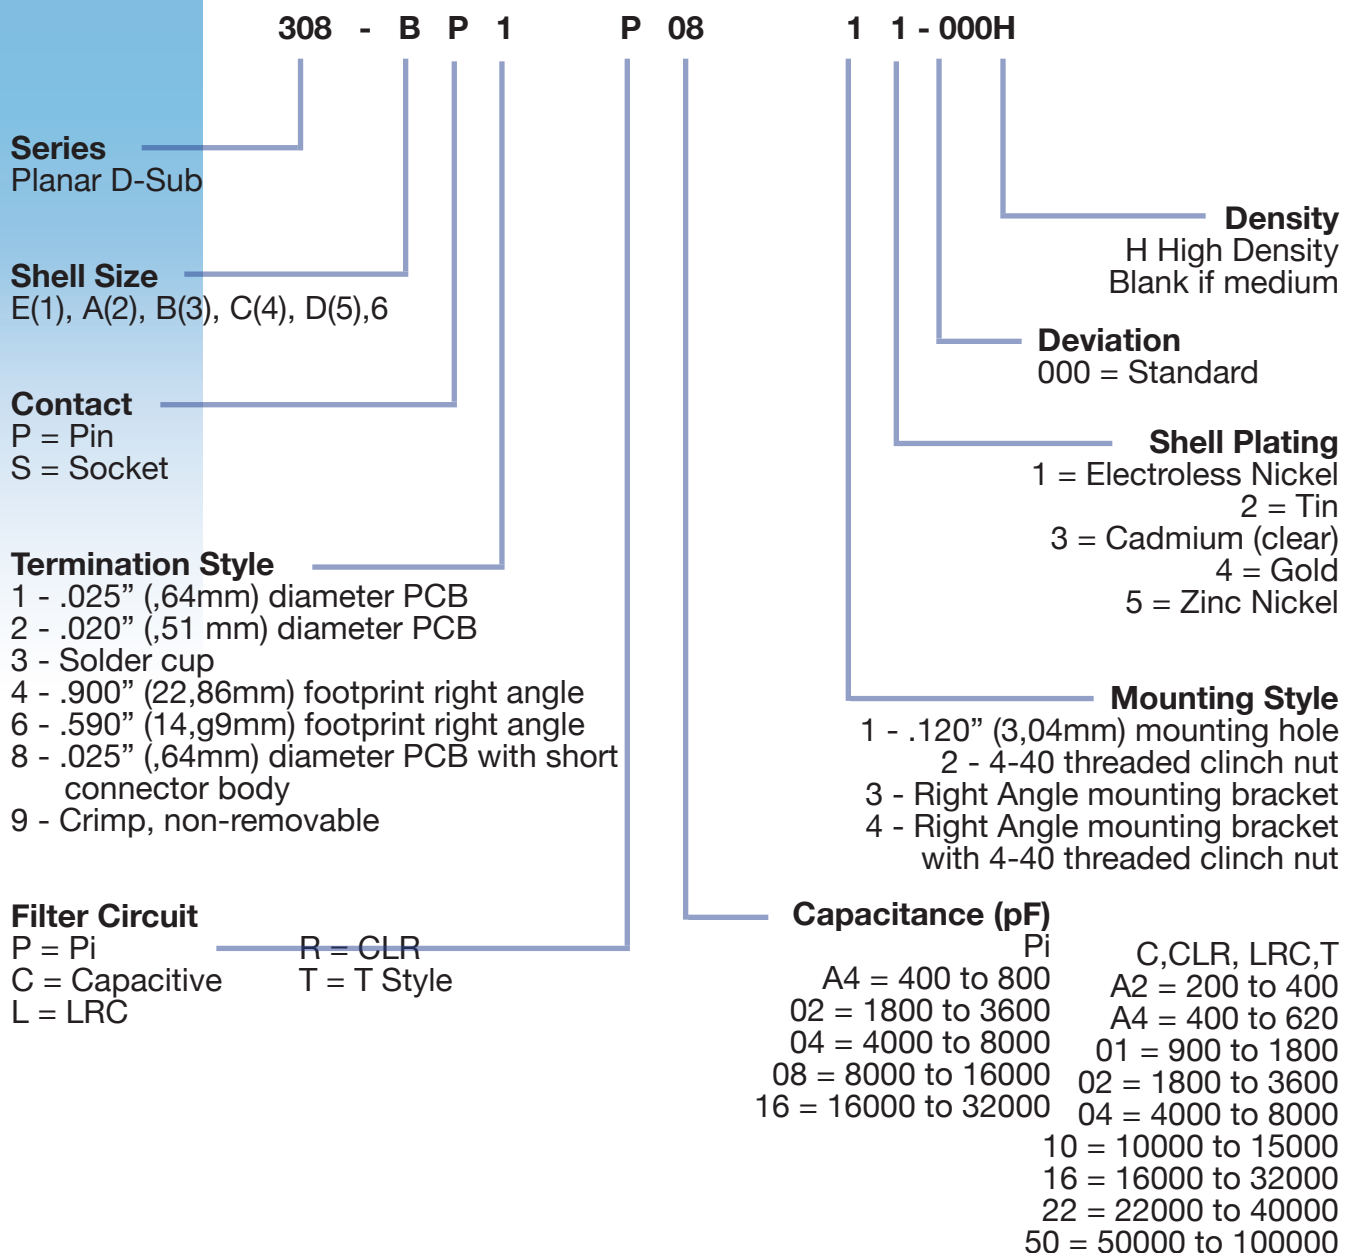 308 - B P 1 P 08 1 1 - 000H
Series
Planar D-Sub
Shell Size
E(1), A(2), B(3), C(4), D(5),6
Contact
P = Pin
S = Socket
Termination Style
1 - .025” (,64mm) diameter PCB
2 - .020” (,51 mm) diameter PCB
3 - Solder cup
4 - .900” (22,86mm) footprint right angle
6 - .590” (14,g9mm) footprint right angle
8 - .025” (,64mm) diameter PCB with short
connector body
9 - Crimp, non-removable
Filter Circuit
P = Pi R = CLR
C = Capacitive T = T Style
L = LRC
Density
H High Density
Blank if medium
Deviation
000 = Standard
Shell Plating
1 = Electroless Nickel
2 = Tin
3 = Cadmium (clear)
4 = Gold
5 = Zinc Nickel
Mounting Style
1 - .120” (3,04mm) mounting hole
2 - 4-40 threaded clinch nut
3 - Right Angle mounting bracket
4 - Right Angle mounting bracket
with 4-40 threaded clinch nut
Capacitance (pF)
Pi
A4 = 400 to 800
02 = 1800 to 3600
04 = 4000 to 8000
08 = 8000 to 16000
16 = 16000 to 32000
C,CLR, LRC,T
A2 = 200 to 400
A4 = 400 to 620
01 = 900 to 1800
02 = 1800 to 3600
04 = 4000 to 8000
10 = 10000 to 15000
16 = 16000 to 32000
22 = 22000 to 40000
50 = 50000 to 100000